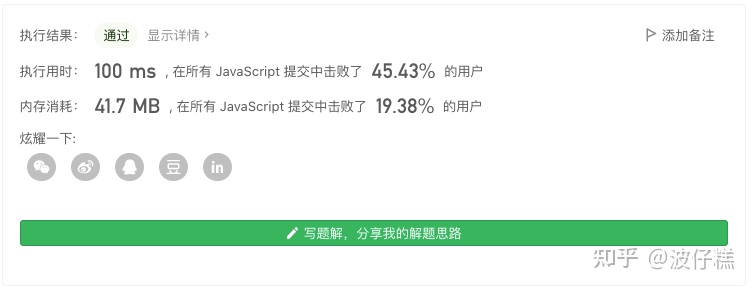 执行结果： 通过 显示详情 › 添加备注
执行用时： 100 ms , 在所有 JavaScript 提交中击败了 45.43% 的用户
内存消耗： 41.7 MB , 在所有 JavaScript 提交中击败了 19.38% 的用户
炫耀一下:
豆 in
写题解，分享我的解题思路
知乎 @波仔糕